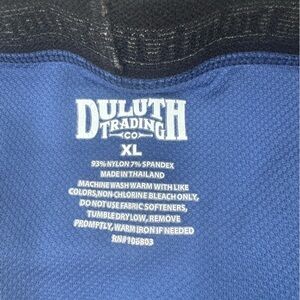 DULUTH
TRADING
CO
XL
93% NYLON 7% SPANDEX
MADE IN THAILAND
MACHINE WASH WARM WITH LIKE
COLORS, NON-CHLORINE BLEACH ONLY,
DO NOT USE FABRIC SOFTENERS,
TUMBLE DRY LOW, REMOVE
PROMPTLY, WARM IRON IF NEEDED
RN#106803